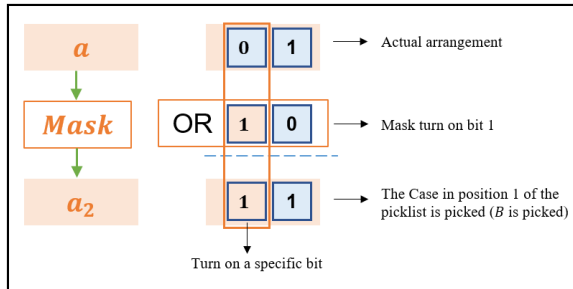 a
0 1
Actual arrangement
Mask
OR 1 0
Mask turn on bit 1
a₂
1 1
The Case in position 1 of the
picklist is picked (B is picked)
Turn on a specific bit